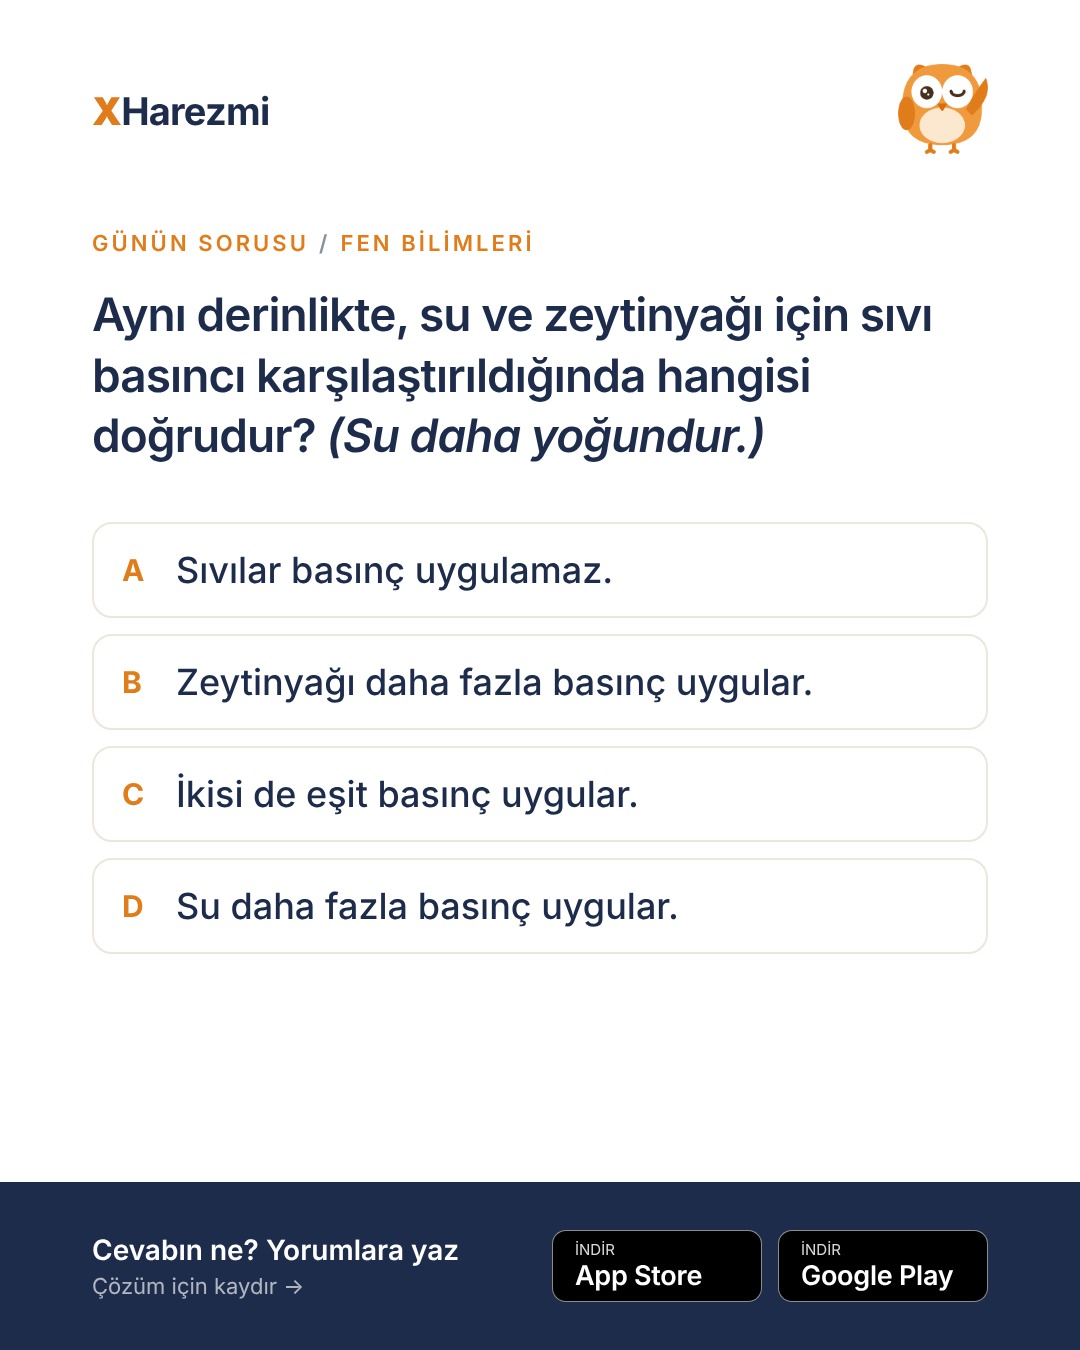 XHarezmi
GÜNÜN SORUSU / FEN BİLİMLERİ
Aynı derinlikte, su ve zeytinyağı için sıvı
basıncı karşılaştırıldığında hangisi
doğrudur? (Su daha yoğundur.)
A Sıvılar basınç uygulamaz.
B Zeytinyağı daha fazla basınç uygular.
C İkisi de eşit basınç uygular.
D Su daha fazla basınç uygular.
Cevabın ne? Yorumlara yaz
Çözüm için kaydır →
İNDİR
App Store
İNDİR
Google Play